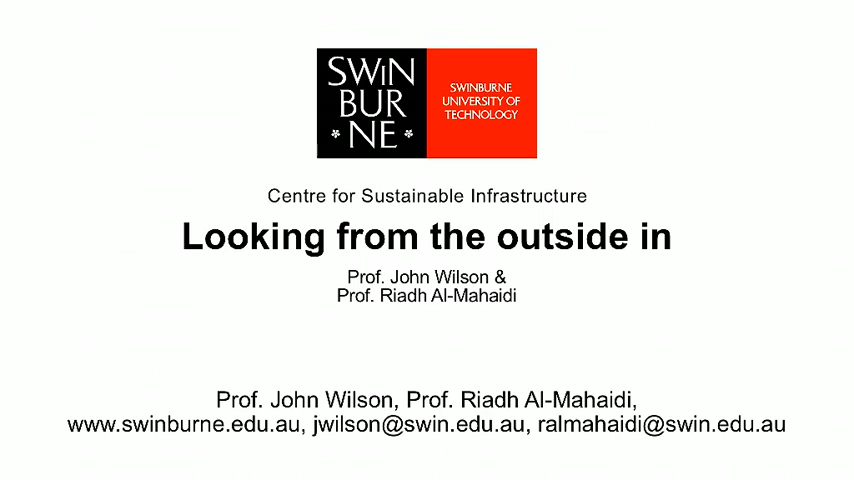 SWIN
BUR
NE
SWINBURNE
UNIVERSITY OF
TECHNOLOGY
Centre for Sustainable Infrastructure
Looking from the outside in
Prof. John Wilson &
Prof. Riadh Al-Mahaidi
Prof. John Wilson, Prof. Riadh Al-Mahaidi,
www.swinburne.edu.au, jwilson@swin.edu.au, ralmahaidi@swin.edu.au